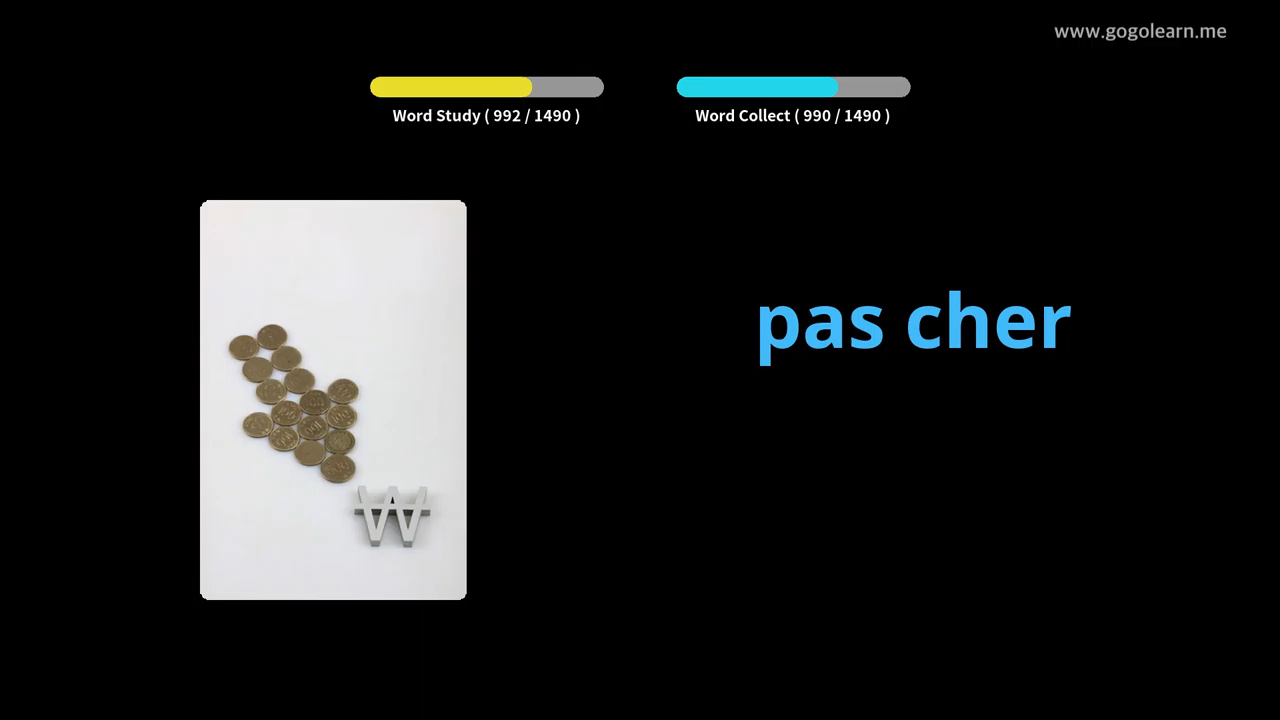 www.gogolearn.me
Word Study ( 992 / 1490 )
Word Collect ( 990 / 1490 )
pas cher
₩